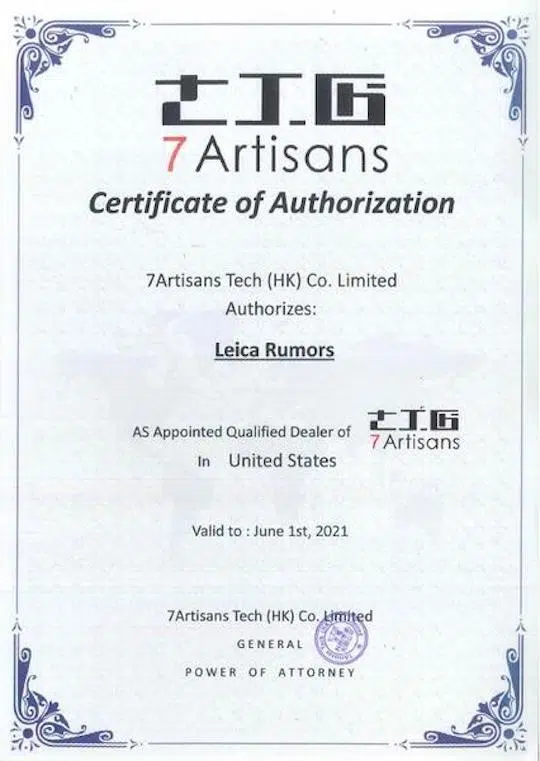 七工匠
7 Artisans
Certificate of Authorization
7Artisans Tech (HK) Co. Limited
Authorizes:
Leica Rumors
AS Appointed Qualified Dealer of 七工匠 7Artisans
In United States
Valid to : June 1st, 2021
7Artisans Tech (HK) Co. Limited
GENERAL
POWER OF ATTORNEY